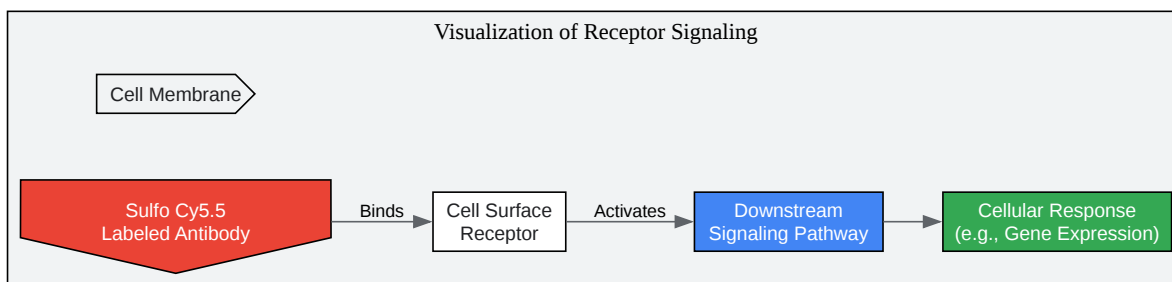 Visualization of Receptor Signaling
Cell Membrane
Sulfo Cy5.5
Labeled Antibody
Binds
Cell Surface
Receptor
Activates
Downstream
Signaling Pathway
Cellular Response
(e.g., Gene Expression)